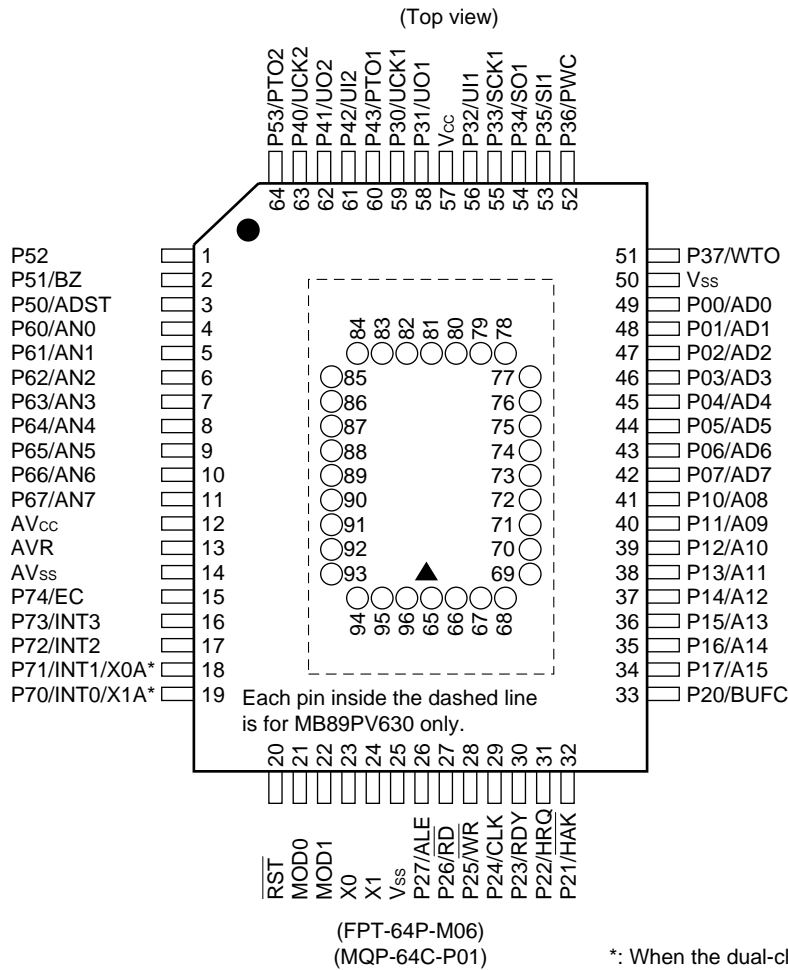 (Top view)
P53/PTO2
P40/UCK2
P41/UO2
P42/UI2
P43/PTO1
P30/UCK1
P31/UO1
Vcc
P32/UI1
P33/SCK1
P34/SO1
P35/SI1
P36/PWC
64
63
62
61
60
59
58
57
56
55
54
53
52
P52 1
P51/BZ 2
P50/ADST 3
P60/AN0 4
P61/AN1 5
P62/AN2 6
P63/AN3 7
P64/AN4 8
P65/AN5 9
P66/AN6 10
P67/AN7 11
AVcc 12
AVR 13
AVss 14
P74/EC 15
P73/INT3 16
P72/INT2 17
P71/INT1/X0A* 18
P70/INT0/X1A* 19
84
83
82
81
80
79
78
85
86
87
88
89
90
91
92
93
77
76
75
74
73
72
71
70
69
94
95
96
65
66
67
68
51 P37/WTO
50 Vss
49 P00/AD0
48 P01/AD1
47 P02/AD2
46 P03/AD3
45 P04/AD4
44 P05/AD5
43 P06/AD6
42 P07/AD7
41 P10/A08
40 P11/A09
39 P12/A10
38 P13/A11
37 P14/A12
36 P15/A13
35 P16/A14
34 P17/A15
33 P20/BUFC
Each pin inside the dashed line
is for MB89PV630 only.
20
21
22
23
24
25
26
27
28
29
30
31
32
RST
MOD0
MOD1
X0
X1
Vss
P27/ALE
P26/RD
P25/WR
P24/CLK
P23/RDY
P22/HRQ
P21/HAK
(FPT-64P-M06)
(MQP-64C-P01)
*: When the dual-cl